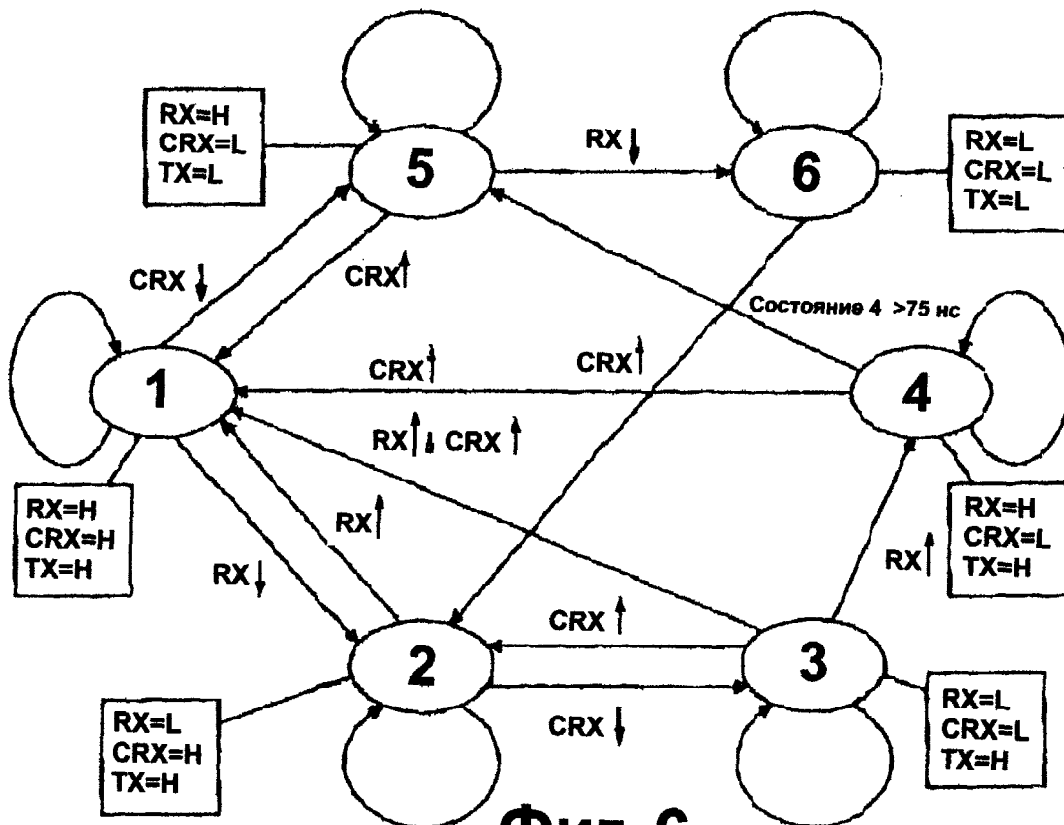 RX=H
CRX=L
TX=L
5
RX↓
6
RX=L
CRX=L
TX=L
CRX ↓
CRX↑
Состояние 4 >75 нс
1
CRX↑
CRX↑
4
RX↑ & CRX ↑
RX=H
CRX=H
TX=H
RX↑
RX↓
RX↑
RX=H
CRX=L
TX=H
2
CRX ↑
3
CRX ↓
RX=L
CRX=H
TX=H
RX=L
CRX=L
TX=H
Фиг. 6